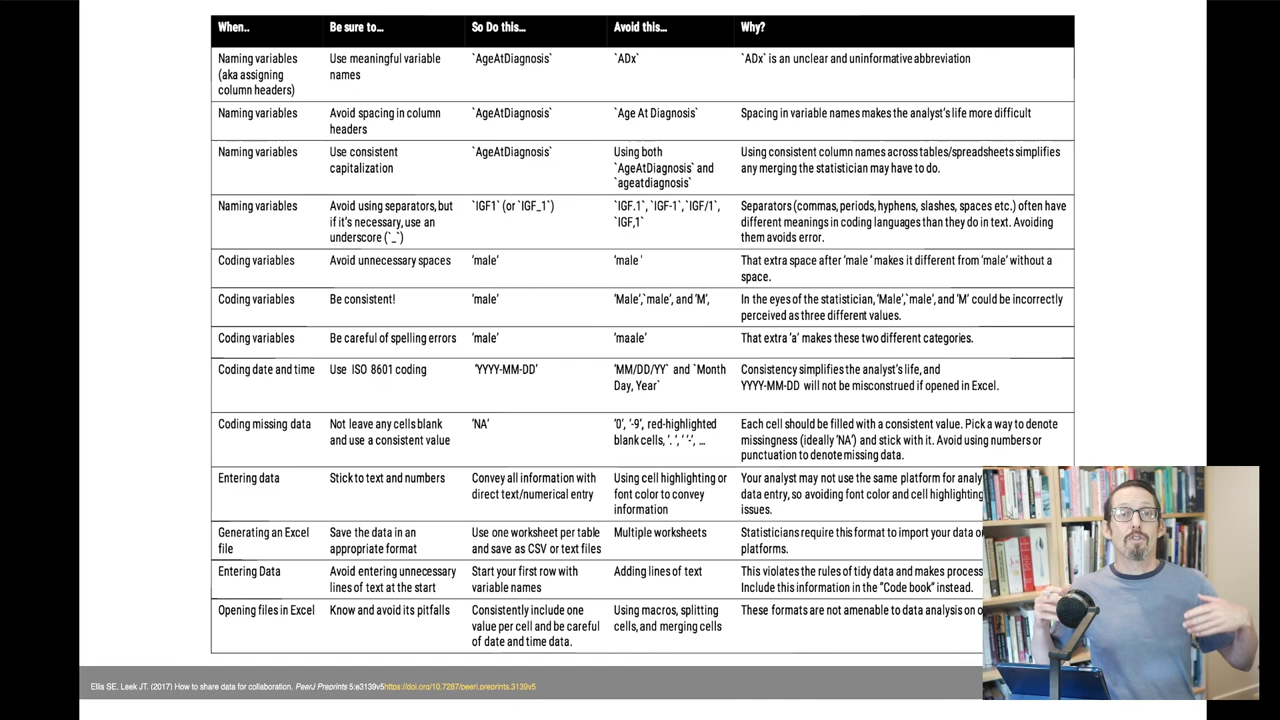 When.. Be sure to... So Do this... Avoid this... Why?
Naming variables Use meaningful variable `AgeAtDiagnosis` `ADx` `ADx` is an unclear and uninformative abbreviation
(aka assigning names
column headers)
Naming variables Avoid spacing in column `AgeAtDiagnosis` `Age At Diagnosis` Spacing in variable names makes the analyst's life more difficult
headers
Naming variables Use consistent `AgeAtDiagnosis` Using both Using consistent column names across tables/spreadsheets simplifies
capitalization `AgeAtDiagnosis` and any merging the statistician may have to do.
`ageatdiagnosis`
Naming variables Avoid using separators, but `IGF1` (or `IGF_1`) `IGF.1`, `IGF-1`, `IGF/1`, Separators (commas, periods, hyphens, slashes, spaces etc.) often have
if it's necessary, use an `IGF,1` different meanings in coding languages than they do in text. Avoiding
underscore (`_`) them avoids error.
Coding variables Avoid unnecessary spaces 'male' 'male ' That extra space after 'male ' makes it different from 'male' without a
space.
Coding variables Be consistent! 'male' 'Male',`male', and 'M', In the eyes of the statistician, 'Male',`male', and 'M' could be incorrectly
perceived as three different values.
Coding variables Be careful of spelling errors 'male' 'maale' That extra 'a' makes these two different categories.
Coding date and time Use ISO 8601 coding 'YYYY-MM-DD' 'MM/DD/YY` and `Month Consistency simplifies the analyst's life, and
Day, Year` YYYY-MM-DD will not be misconstrued if opened in Excel.
Coding missing data Not leave any cells blank 'NA' '0', '-9', red-highlighted Each cell should be filled with a consistent value. Pick a way to denote
and use a consistent value blank cells, '. ', ' '-', ... missingness (ideally 'NA') and stick with it. Avoid using numbers or
punctuation to denote missing data.
Entering data Stick to text and numbers Convey all information with Using cell highlighting or Your analyst may not use the same platform for analy
direct text/numerical entry font color to convey data entry, so avoiding font color and cell highlighting
information issues.
Generating an Excel Save the data in an Use one worksheet per table Multiple worksheets Statisticians require this format to import your data o
file appropriate format and save as CSV or text files platforms.
Entering Data Avoid entering unnecessary Start your first row with Adding lines of text This violates the rules of tidy data and makes process
lines of text at the start variable names Include this information in the "Code book" instead.
Opening files in Excel Know and avoid its pitfalls Consistently include one Using macros, splitting These formats are not amenable to data analysis on o
value per cell and be careful cells, and merging cells
of date and time data.
Ellis SE, Leek JT. (2017) How to share data for collaboration. PeerJ Preprints 5:e3139v5https://doi.org/10.7287/peerj.preprints.3139v5